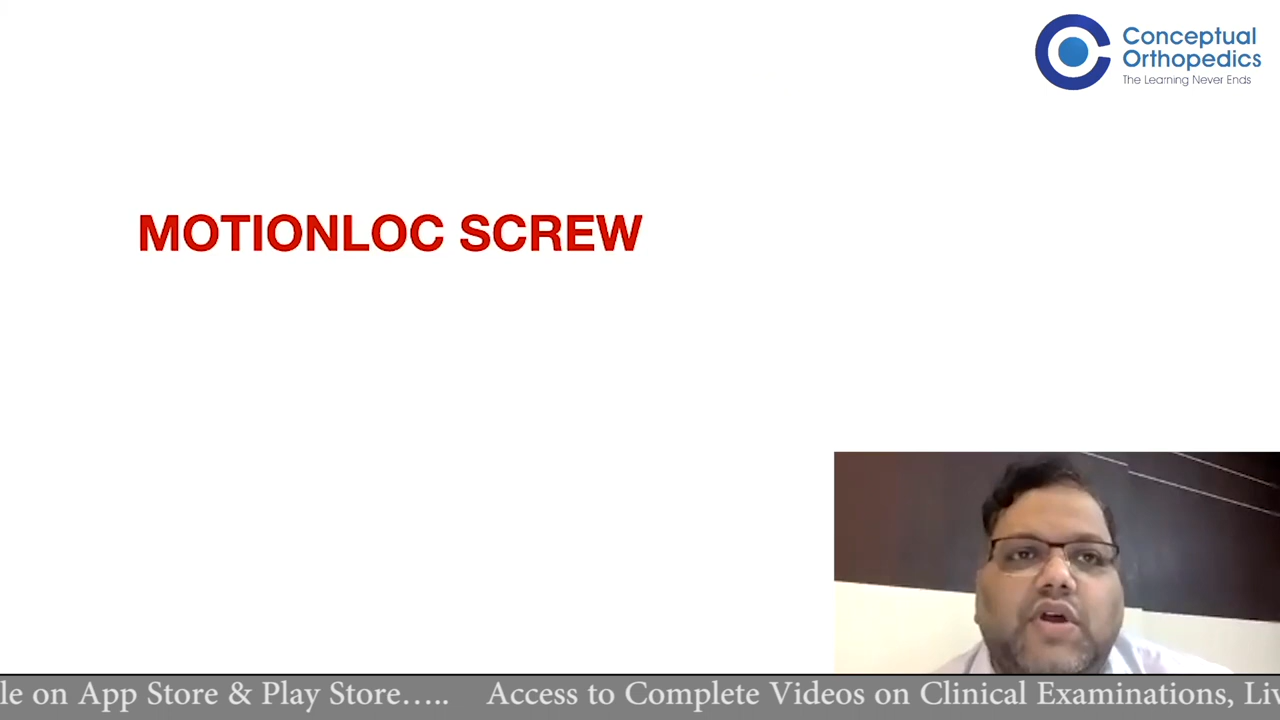 Conceptual
Orthopedics
The Learning Never Ends
MOTIONLOC SCREW
le on App Store & Play Store….. Access to Complete Videos on Clinical Examinations, Liv